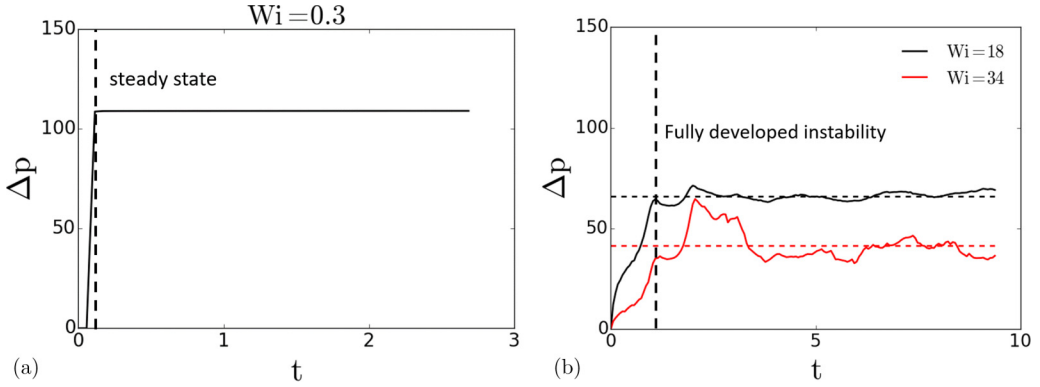 Wi=0.3
150
100
50
0
Δp
steady state
0
1
2
3
t
(a)
150
100
50
0
Δp
Wi=18
Wi=34
Fully developed instability
0
5
10
t
(b)